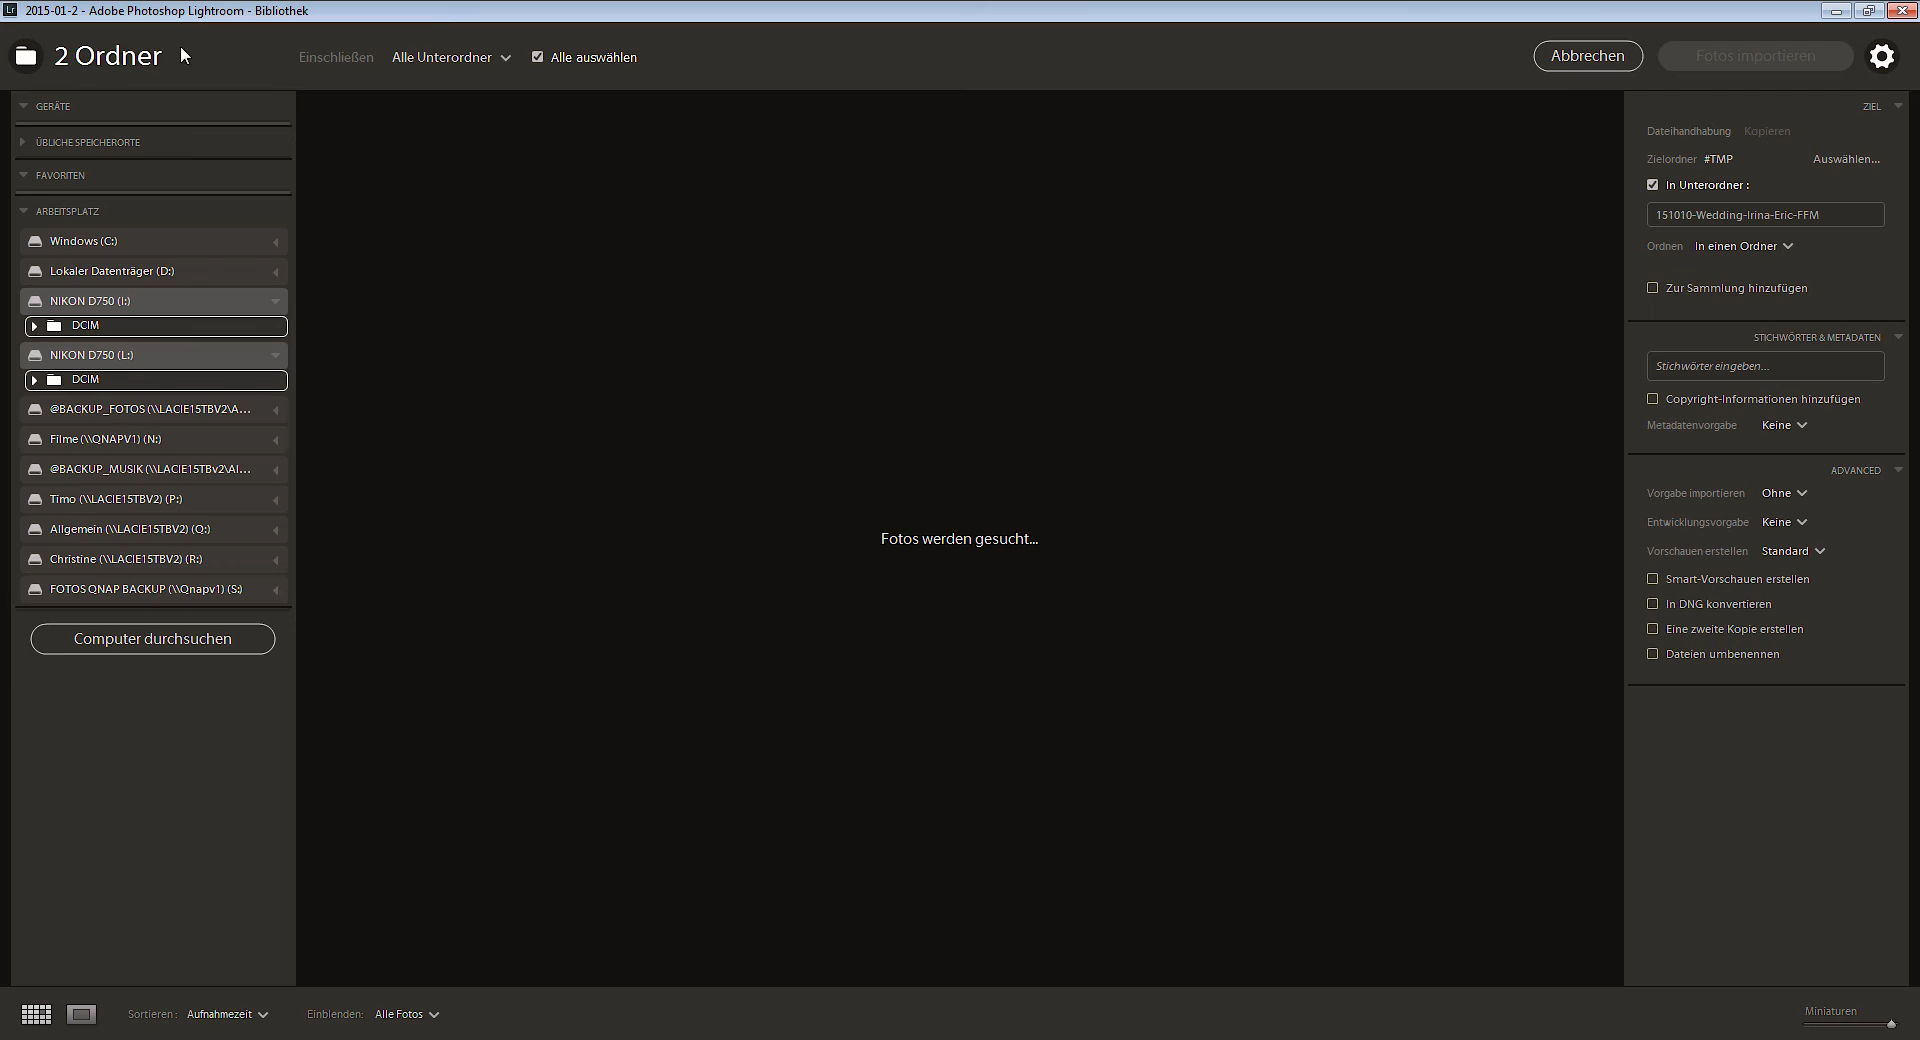 2015-01-2 - Adobe Photoshop Lightroom - Bibliothek
2 Ordner
Einschließen Alle Unterordner Alle auswählen
Abbrechen Fotos importieren
GERÄTE
ÜBLICHE SPEICHERORTE
FAVORITEN
ARBEITSPLATZ
Windows (C:)
Lokaler Datenträger (D:)
NIKON D750 (I:)
DCIM
NIKON D750 (L:)
DCIM
@BACKUP_FOTOS (\\LACIE15TBV2\A...
Filme (\\QNAPV1) (N:)
@BACKUP_MUSIK (\\LACIE15TBv2\Al...
Timo (\\LACIE15TBV2) (P:)
Allgemein (\\LACIE15TBV2) (Q:)
Christine (\\LACIE15TBV2) (R:)
FOTOS QNAP BACKUP (\\Qnapv1) (S:)
Computer durchsuchen
Fotos werden gesucht...
ZIEL
Dateihandhabung Kopieren
Zielordner #TMP Auswählen...
In Unterordner :
151010-Wedding-Irina-Eric-FFM
Ordnen In einen Ordner
Zur Sammlung hinzufügen
STICHWÖRTER & METADATEN
Stichwörter eingeben...
Copyright-Informationen hinzufügen
Metadatenvorgabe Keine
ADVANCED
Vorgabe importieren Ohne
Entwicklungsvorgabe Keine
Vorschauen erstellen Standard
Smart-Vorschauen erstellen
In DNG konvertieren
Eine zweite Kopie erstellen
Dateien umbenennen
Sortieren : Aufnahmezeit Einblenden: Alle Fotos
Miniaturen